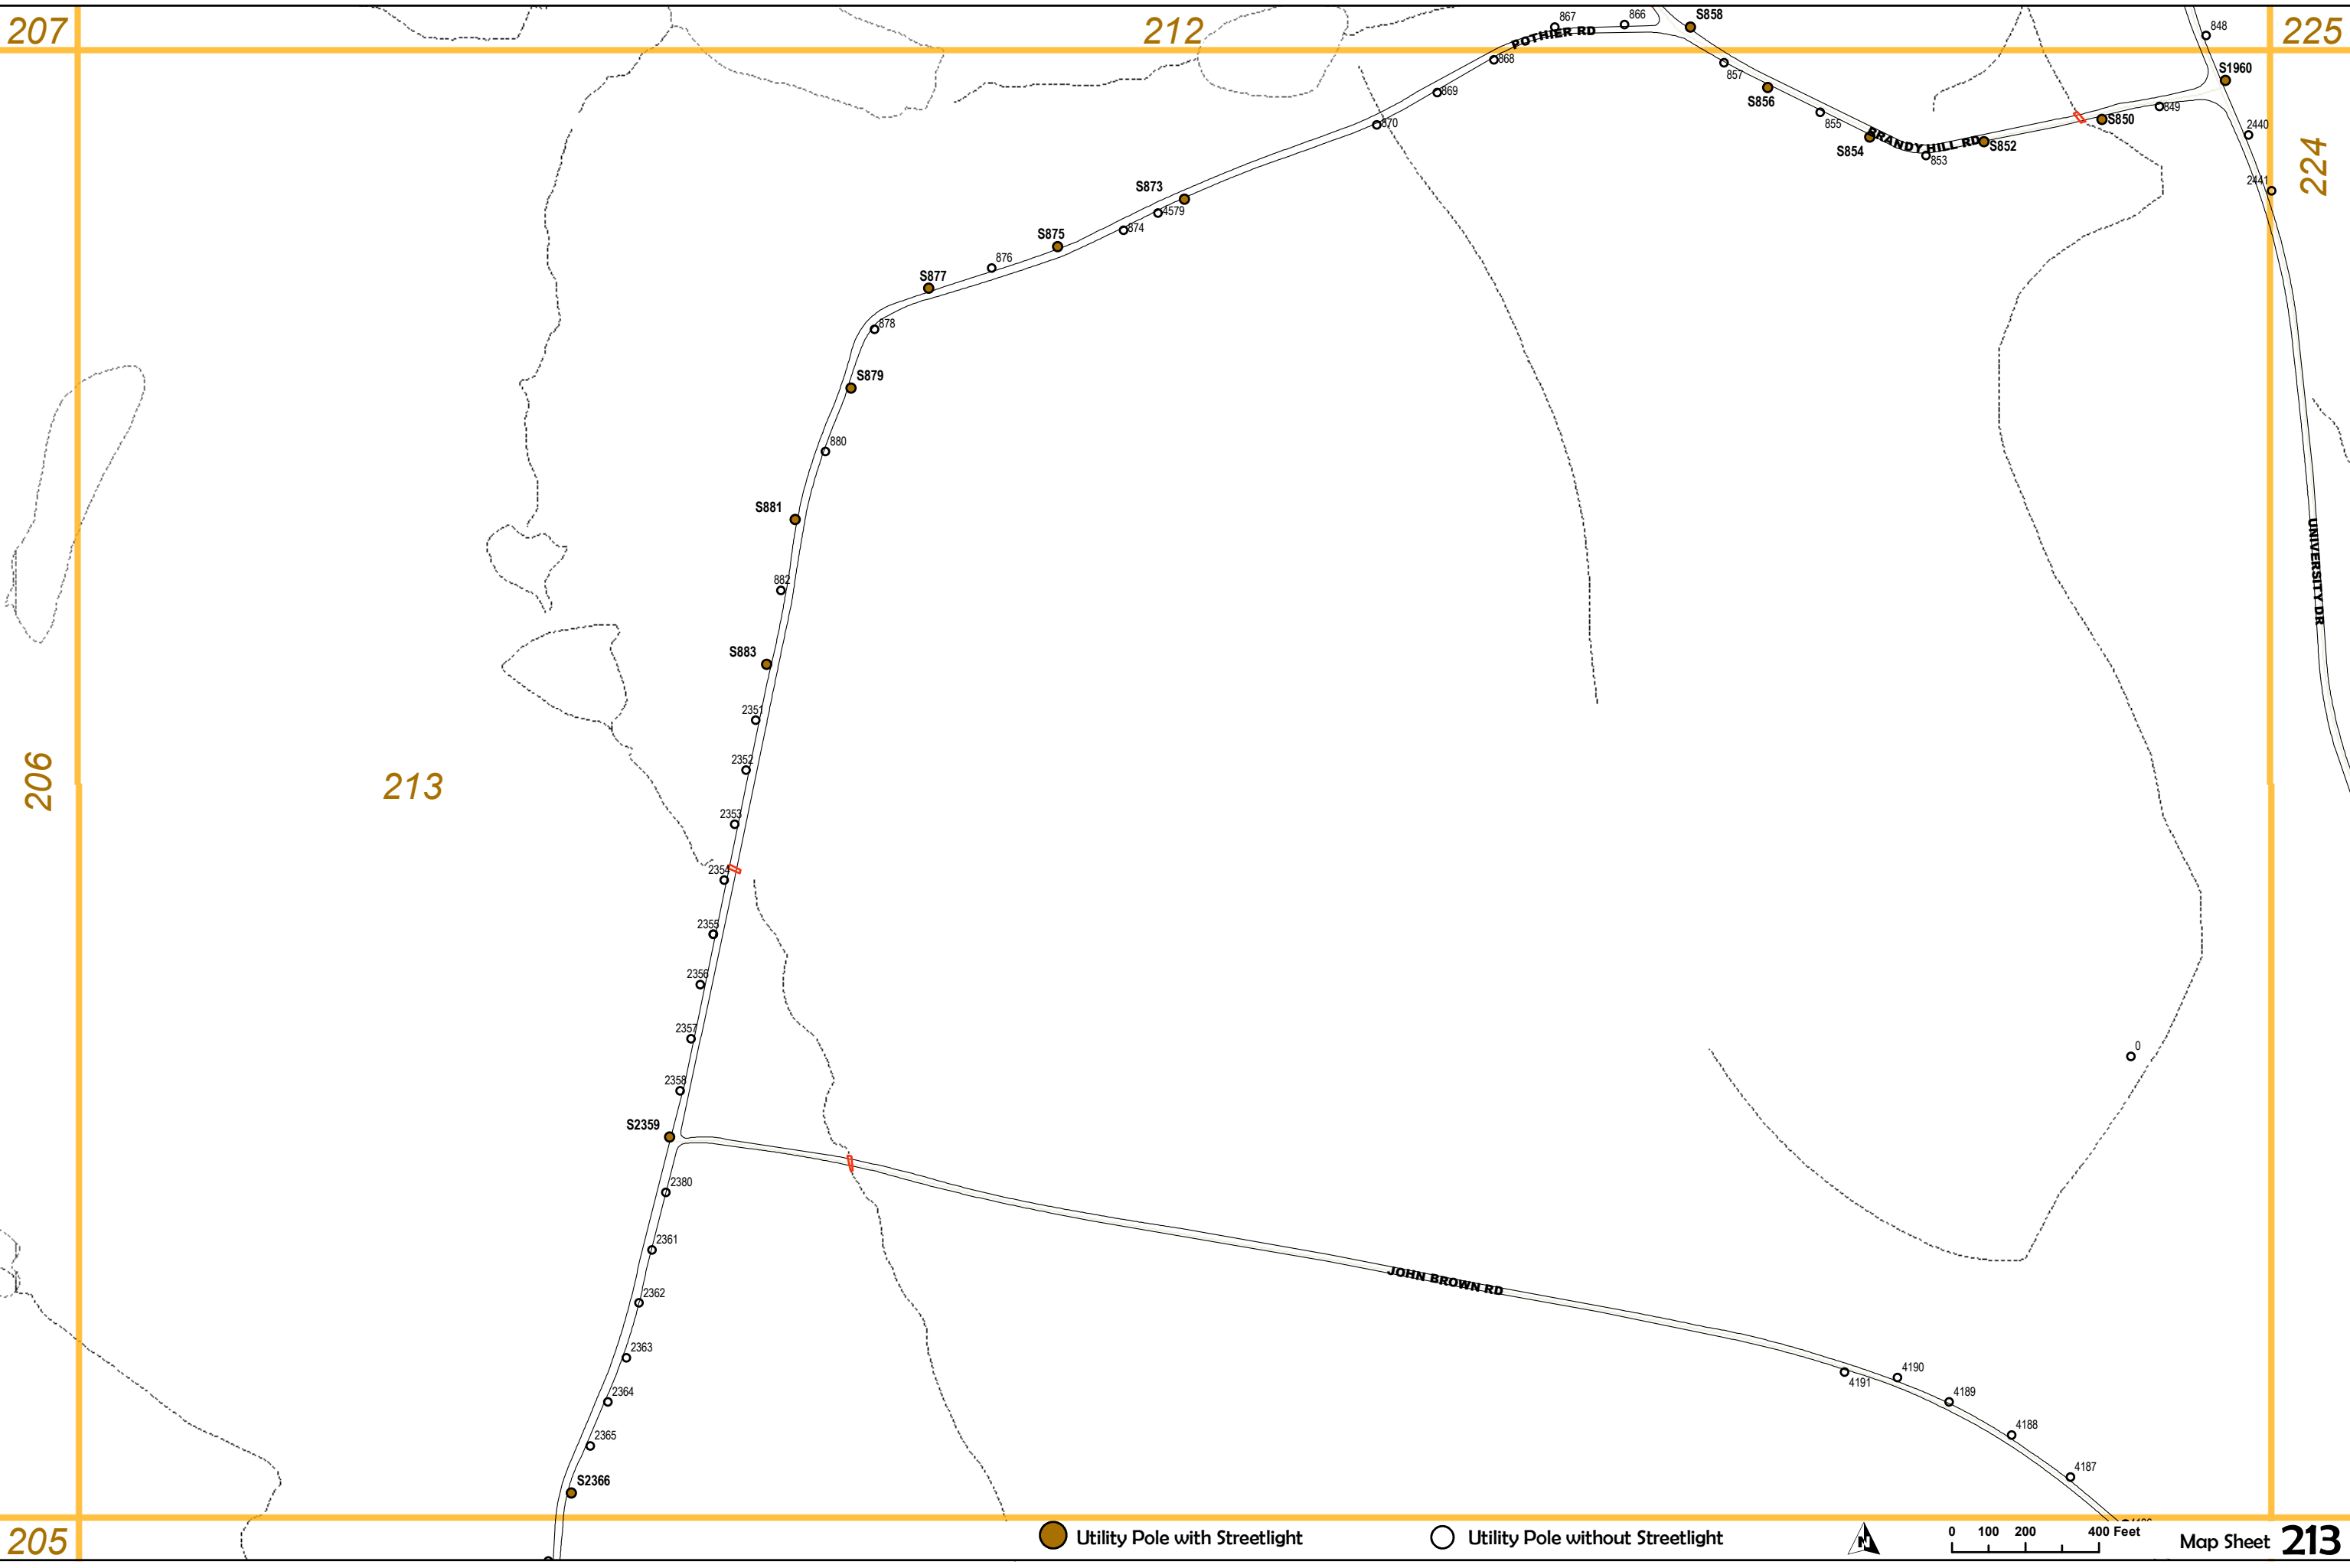 207
212
225
867
866
S858
848
POTHIER RD
868
857
S1960
869
S856
849
870
855
S850
2440
S854
BRANDY HILL RD
S852
853
224
2441
S873
4579
874
S875
876
S877
878
S879
880
S881
UNIVERSITY DR
882
S883
2351
2352
206
213
2353
2354
2355
2356
2357
0
2358
S2359
2380
2361
JOHN BROWN RD
2362
2363
4190
4191
2364
4189
2365
4188
4187
S2366
205
Utility Pole with Streetlight
Utility Pole without Streetlight
N
0 100 200 400 Feet
Map Sheet 213